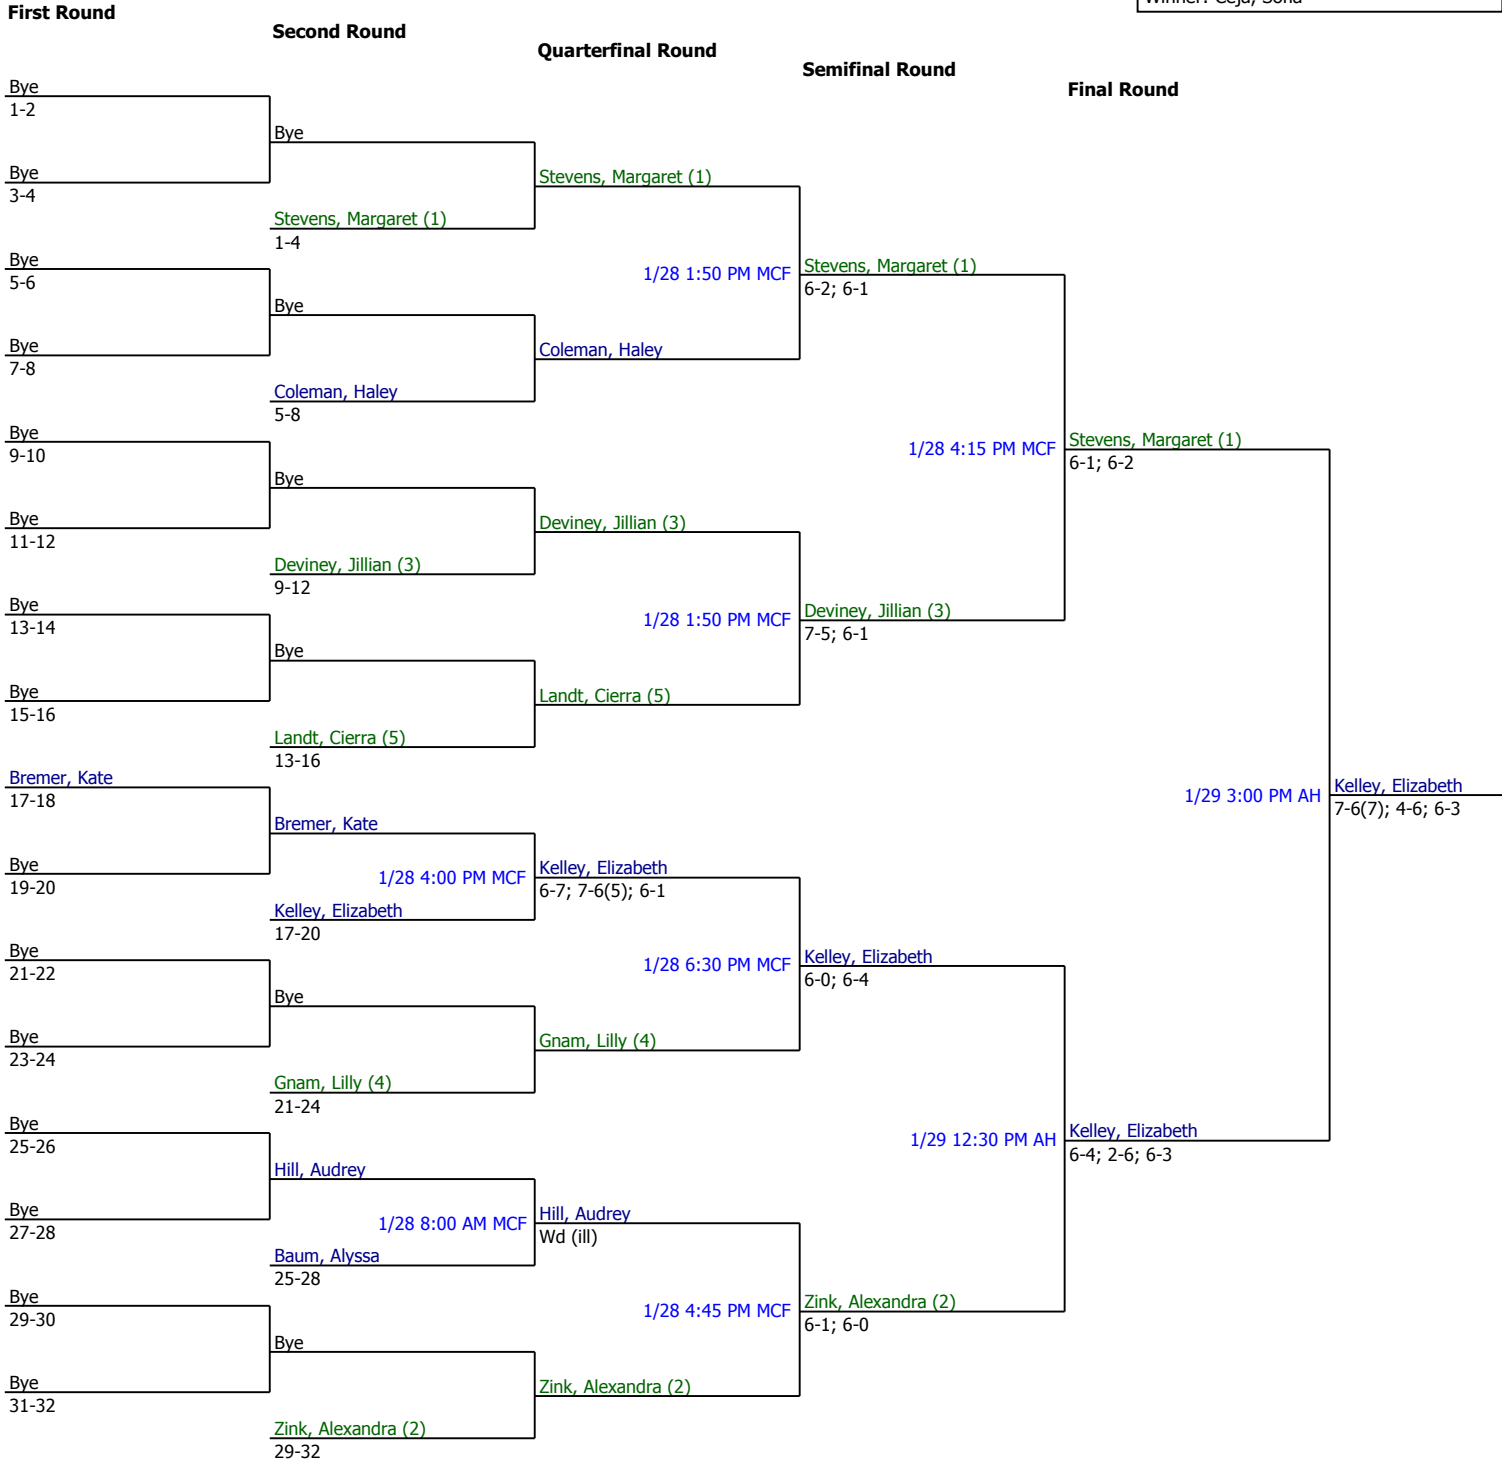 Winner: Ceja, Sofia
First Round
Second Round
Quarterfinal Round
Semifinal Round
Final Round
Bye
1-2
Bye
3-4
Bye
5-6
Bye
7-8
Bye
9-10
Bye
11-12
Bye
13-14
Bye
15-16
Bremer, Kate
17-18
Bye
19-20
Bye
21-22
Bye
23-24
Bye
25-26
Bye
27-28
Bye
29-30
Bye
31-32
Bye
Stevens, Margaret (1)
1-4
Bye
Coleman, Haley
5-8
Bye
Deviney, Jillian (3)
9-12
Bye
Landt, Cierra (5)
13-16
Bremer, Kate
1/28 4:00 PM MCF
Kelley, Elizabeth
17-20
Bye
Gnam, Lilly (4)
21-24
Hill, Audrey
1/28 8:00 AM MCF
Baum, Alyssa
25-28
Bye
Zink, Alexandra (2)
29-32
Stevens, Margaret (1)
1/28 1:50 PM MCF
Coleman, Haley
Deviney, Jillian (3)
1/28 1:50 PM MCF
Landt, Cierra (5)
Kelley, Elizabeth
6-7; 7-6(5); 6-1
1/28 6:30 PM MCF
Gnam, Lilly (4)
Hill, Audrey
Wd (ill)
1/28 4:45 PM MCF
Zink, Alexandra (2)
Stevens, Margaret (1)
6-2; 6-1
1/28 4:15 PM MCF
Deviney, Jillian (3)
7-5; 6-1
Kelley, Elizabeth
6-0; 6-4
1/29 12:30 PM AH
Zink, Alexandra (2)
6-1; 6-0
Stevens, Margaret (1)
6-1; 6-2
1/29 3:00 PM AH
Kelley, Elizabeth
6-4; 2-6; 6-3
Kelley, Elizabeth
7-6(7); 4-6; 6-3